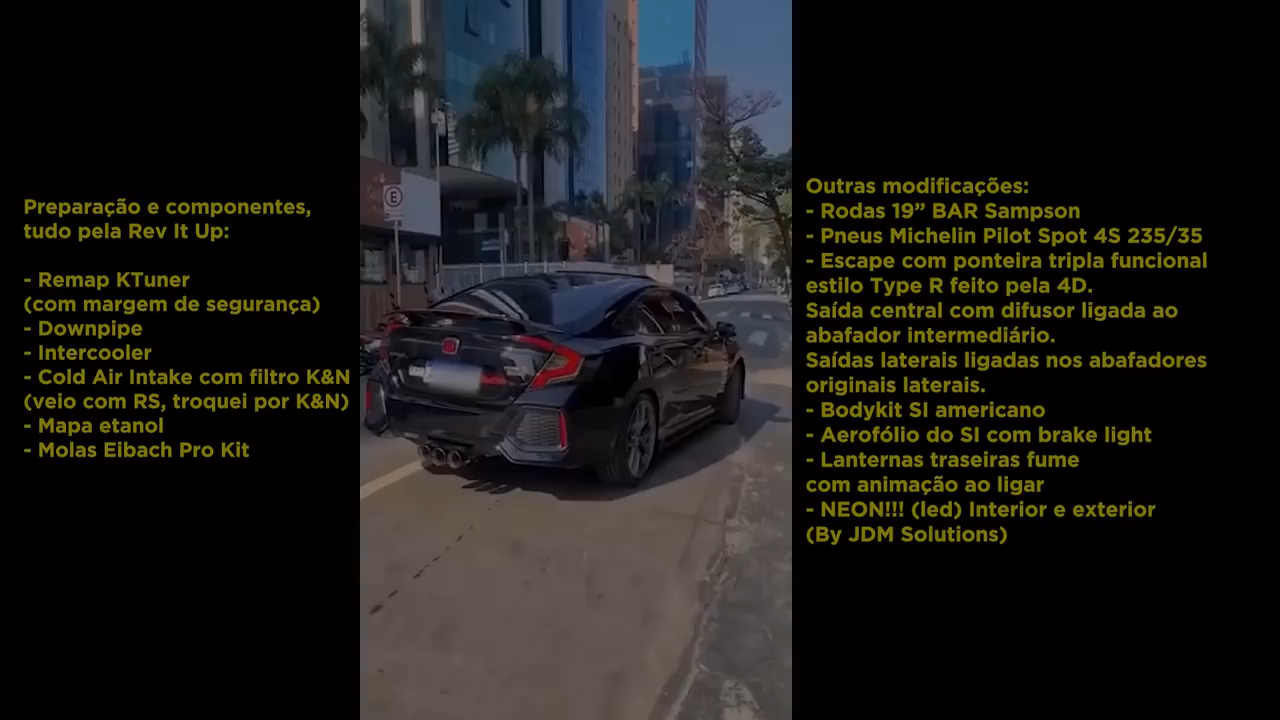 Preparação e componentes,
tudo pela Rev It Up:
- Remap KTuner
(com margem de segurança)
- Downpipe
- Intercooler
- Cold Air Intake com filtro K&N
(veio com RS, troquei por K&N)
- Mapa etanol
- Molas Eibach Pro Kit
E
Outras modificações:
- Rodas 19” BAR Sampson
- Pneus Michelin Pilot Spot 4S 235/35
- Escape com ponteira tripla funcional
estilo Type R feito pela 4D.
Saída central com difusor ligada ao
abafador intermediário.
Saídas laterais ligadas nos abafadores
originais laterais.
- Bodykit SI americano
- Aerofólio do SI com brake light
- Lanternas traseiras fume
com animação ao ligar
- NEON!!! (led) Interior e exterior
(By JDM Solutions)